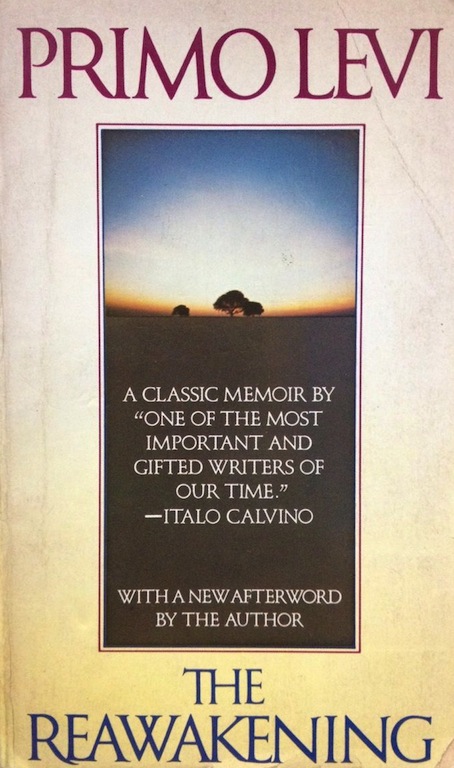 PRIMO LEVI
A CLASSIC MEMOIR BY
“ONE OF THE MOST
IMPORTANT AND
GIFTED WRITERS OF
OUR TIME.”
—ITALO CALVINO
WITH A NEW AFTERWORD
BY THE AUTHOR
THE
REAWAKENING